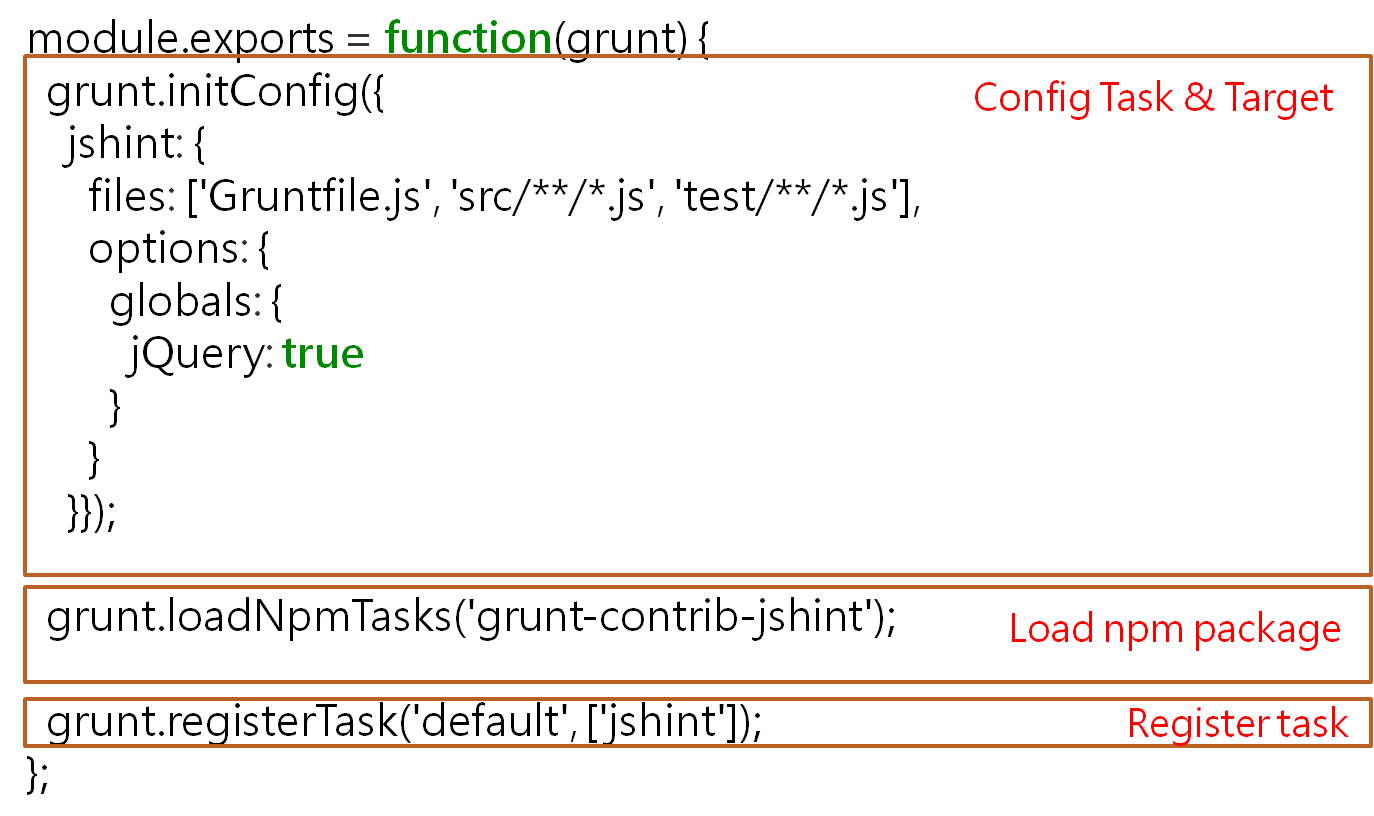 module.exports = function(grunt) {
grunt.initConfig({
Config Task & Target
jshint: {
files: ['Gruntfile.js', 'src/**/*.js', 'test/**/*.js'],
options: {
globals: {
jQuery: true
}
}
}});
grunt.loadNpmTasks('grunt-contrib-jshint');
Load npm package
grunt.registerTask('default', ['jshint']);
Register task
};